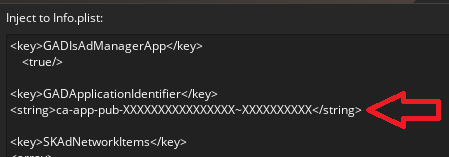 Inject to Info.plist:
<key>GADIsAdManagerApp</key>
<true/>
<key>GADApplicationIdentifier</key>
<string>ca-app-pub-XXXXXXXXXXXXXXXX~XXXXXXXXXX</string>
<key>SKAdNetworkItems</key>
<array>